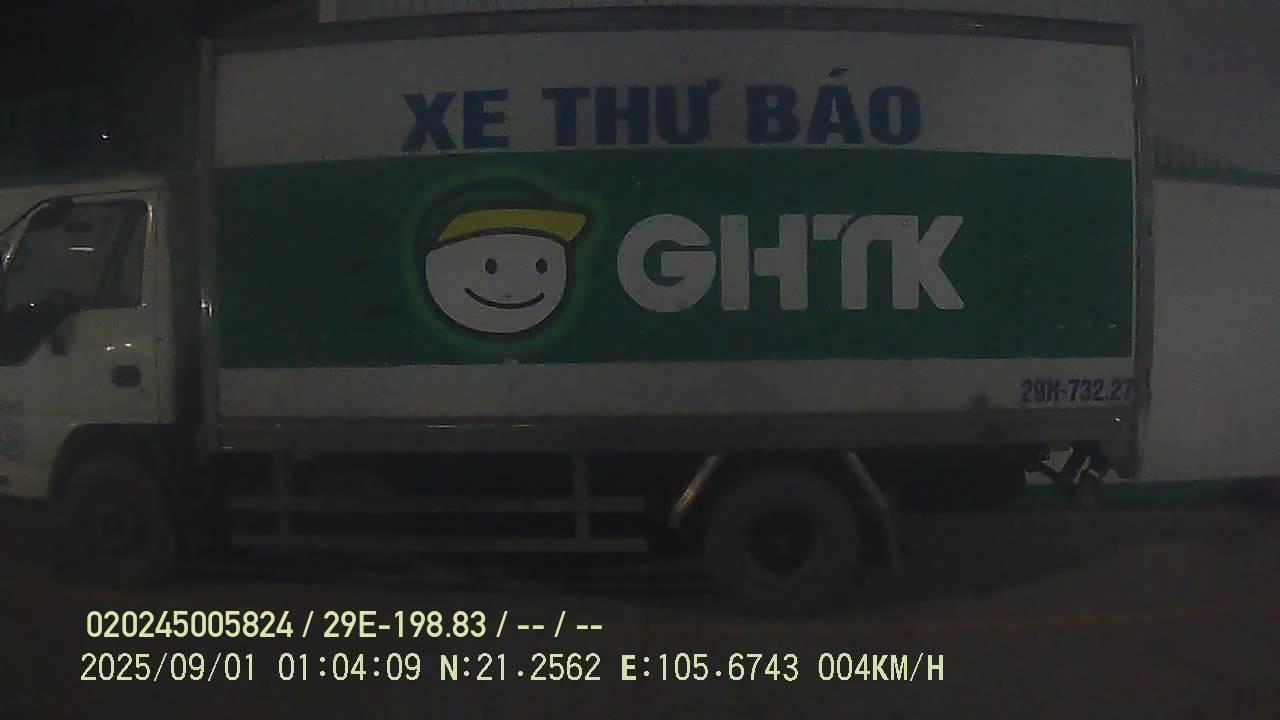 XE THƯ BÁO
GHTK
29H-732.27
020245005824 / 29E-198.83 / -- / --
2025/09/01 01:04:09 N:21.2562 E:105.6743 004KM/H